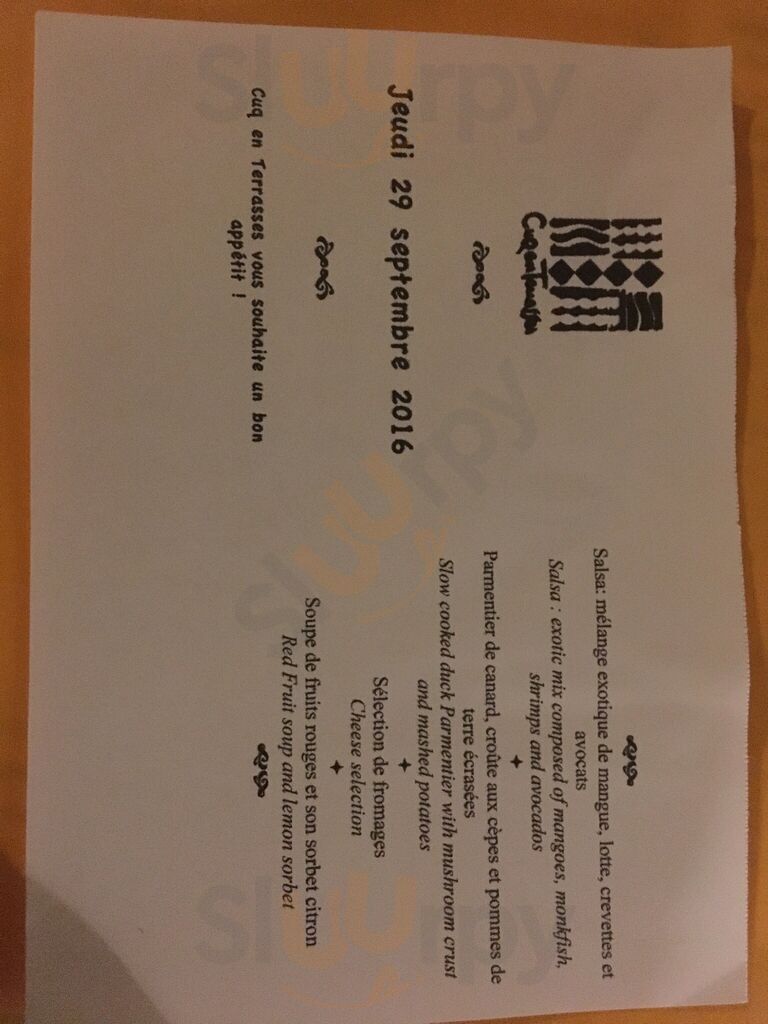 Cuq en Terrasses
Jeudi 29 septembre 2016
Cuq en Terrasses vous souhaite un bon
appétit !
Salsa: mélange exotique de mangue, lotte, crevettes et
avocats
Salsa : exotic mix composed of mangoes, monkfish,
shrimps and avocados
Parmentier de canard, croûte aux cèpes et pommes de
terre écrasées
Slow cooked duck Parmentier with mushroom crust
and mashed potatoes
Sélection de fromages
Cheese selection
Soupe de fruits rouges et son sorbet citron
Red Fruit soup and lemon sorbet
Sluurpy
Sluurpy
Sluurpy